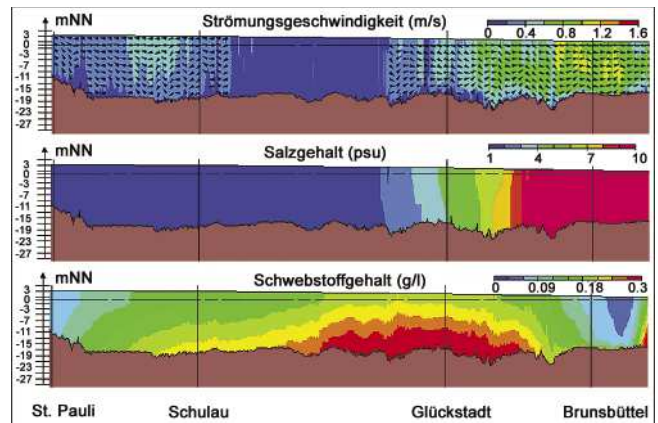 mNN
Strömungsgeschwindigkeit (m/s)
0 0.4 0.8 1.2 1.6
3
0
-3
-7
-11
-15
-19
-23
-27
mNN
Salzgehalt (psu)
1 4 7 10
3
0
-3
-7
-11
-15
-19
-23
-27
mNN
Schwebstoffgehalt (g/l)
0 0.09 0.18 0.3
3
0
-3
-7
-11
-15
-19
-23
-27
St. Pauli Schulau Glückstadt Brunsbüttel